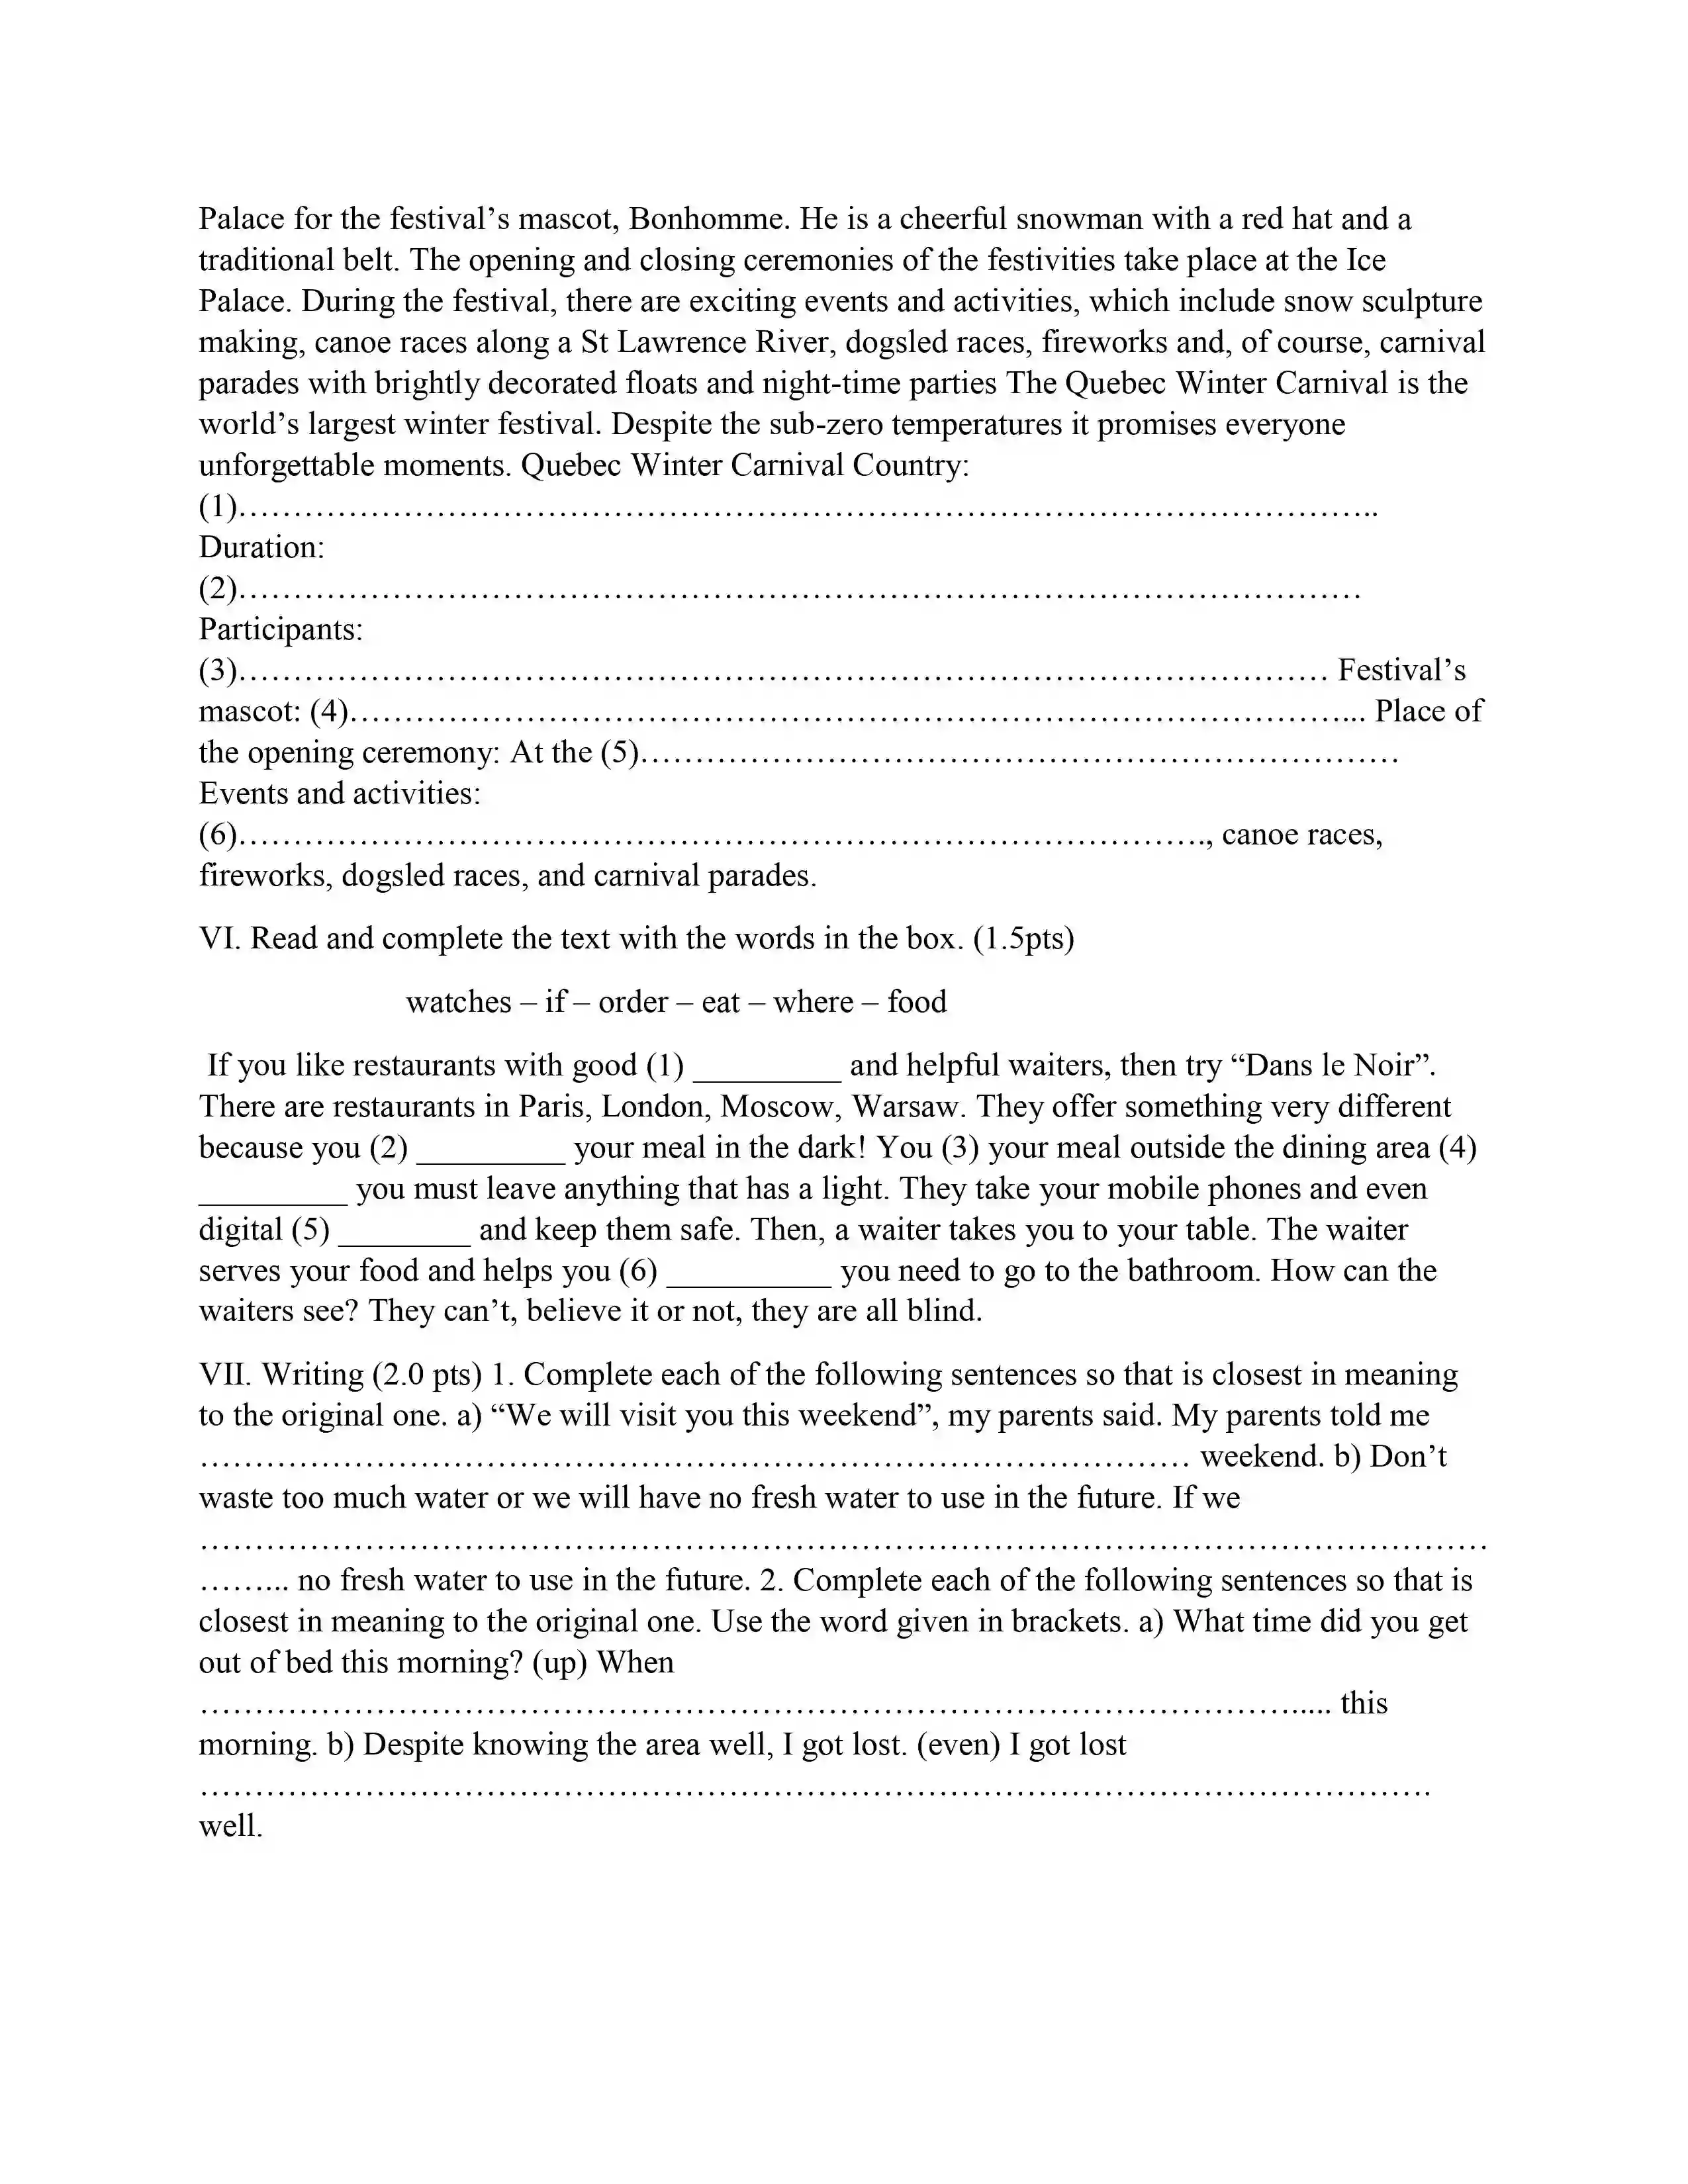 Palace for the festival’s mascot, Bonhomme. He is a cheerful snowman with a red hat and a
traditional belt. The opening and closing ceremonies of the festivities take place at the Ice
Palace. During the festival, there are exciting events and activities, which include snow sculpture
making, canoe races along a St Lawrence River, dogsled races, fireworks and, of course, carnival
parades with brightly decorated floats and night-time parties The Quebec Winter Carnival is the
world’s largest winter festival. Despite the sub-zero temperatures it promises everyone
unforgettable moments. Quebec Winter Carnival Country:
(1)…………………………………………………………………………………………..
Duration:
(2)…………………………………………………………………………………………
Participants:
(3)……………………………………………………………………………………… Festival’s
mascot: (4)………………………………………………………………………………... Place of
the opening ceremony: At the (5)……………………………………………………………
Events and activities:
(6)……………………………………………………………………………., canoe races,
fireworks, dogsled races, and carnival parades.
VI. Read and complete the text with the words in the box. (1.5pts)
watches – if – order – eat – where – food
If you like restaurants with good (1) _________ and helpful waiters, then try “Dans le Noir”.
There are restaurants in Paris, London, Moscow, Warsaw. They offer something very different
because you (2) _________ your meal in the dark! You (3) your meal outside the dining area (4)
_________ you must leave anything that has a light. They take your mobile phones and even
digital (5) ________ and keep them safe. Then, a waiter takes you to your table. The waiter
serves your food and helps you (6) __________ you need to go to the bathroom. How can the
waiters see? They can’t, believe it or not, they are all blind.
VII. Writing (2.0 pts) 1. Complete each of the following sentences so that is closest in meaning
to the original one. a) “We will visit you this weekend”, my parents said. My parents told me
……………………………………………………………………………… weekend. b) Don’t
waste too much water or we will have no fresh water to use in the future. If we
………………………………………………………………………………………………………
……... no fresh water to use in the future. 2. Complete each of the following sentences so that is
closest in meaning to the original one. Use the word given in brackets. a) What time did you get
out of bed this morning? (up) When
………………………………………………………………………………………..... this
morning. b) Despite knowing the area well, I got lost. (even) I got lost
………………………………………………………………………………………………….
well.